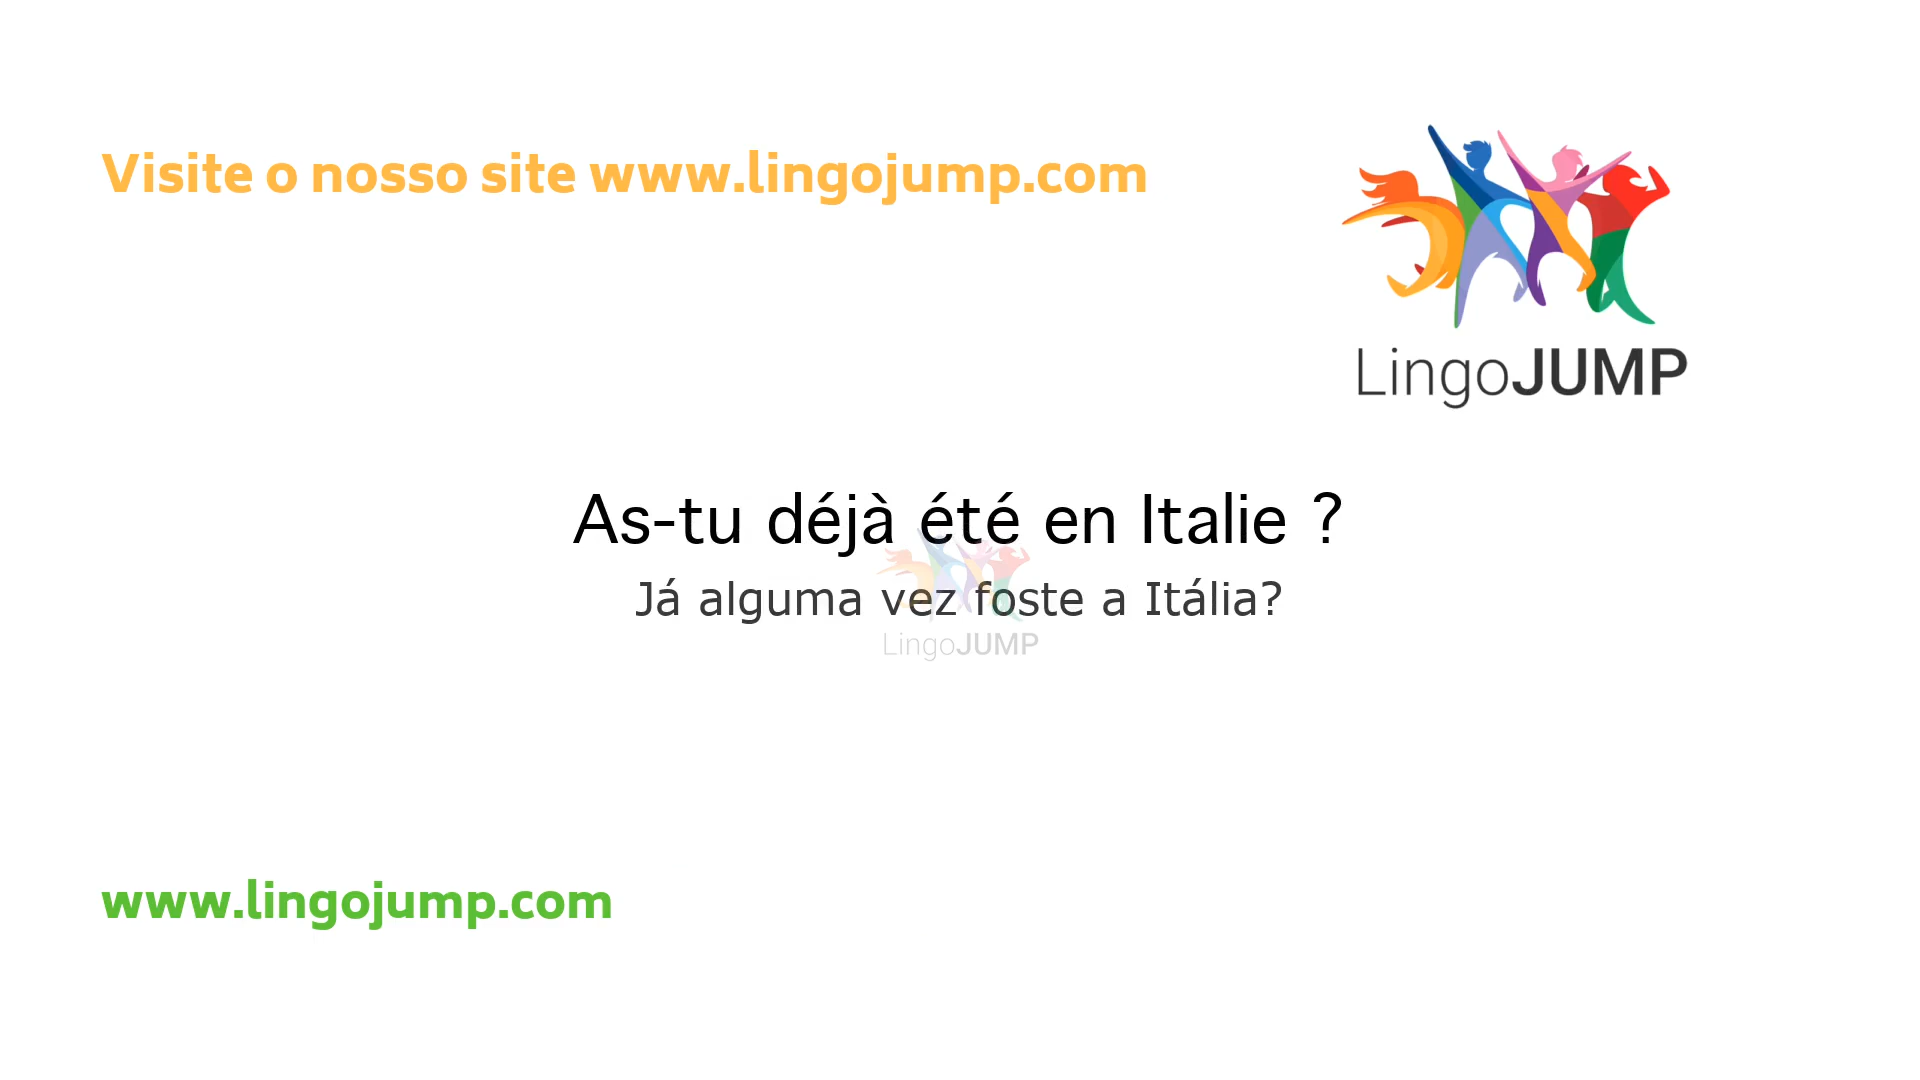 Visite o nosso site www.lingojump.com
LingoJUMP
As-tu déjà été en Italie ?
Já alguma vez foste a Itália?
LingoJUMP
www.lingojump.com